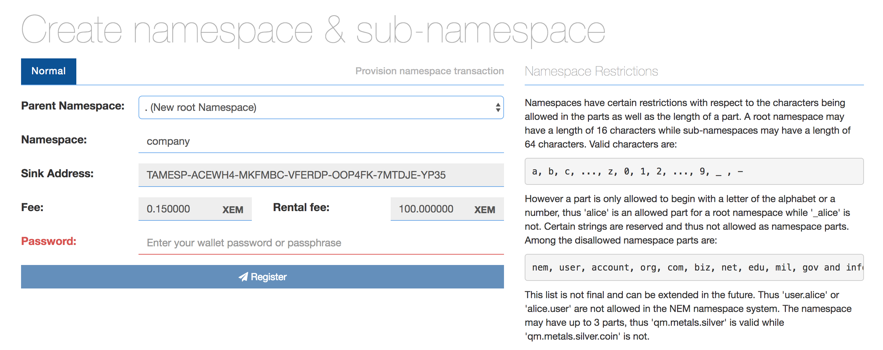 Create namespace & sub-namespace
Normal
Provision namespace transaction
Parent Namespace:
. (New root Namespace)
Namespace:
company
Sink Address:
TAMESP-ACEWH4-MKFMBC-VFERDP-OOP4FK-7MTDJE-YP35
Fee:
0.150000 XEM
Rental fee:
100.000000 XEM
Password:
Enter your wallet password or passphrase
Register
Namespace Restrictions
Namespaces have certain restrictions with respect to the characters being
allowed in the parts as well as the length of a part. A root namespace may
have a length of 16 characters while sub-namespaces may have a length of
64 characters. Valid characters are:
a, b, c, ..., z, 0, 1, 2, ..., 9, _ , -
However a part is only allowed to begin with a letter of the alphabet or a
number, thus 'alice' is an allowed part for a root namespace while '_alice' is
not. Certain strings are reserved and thus not allowed as namespace parts.
Among the disallowed namespace parts are:
nem, user, account, org, com, biz, net, edu, mil, gov and info
This list is not final and can be extended in the future. Thus 'user.alice' or
'alice.user' are not allowed in the NEM namespace system. The namespace
may have up to 3 parts, thus 'qm.metals.silver' is valid while
'qm.metals.silver.coin' is not.